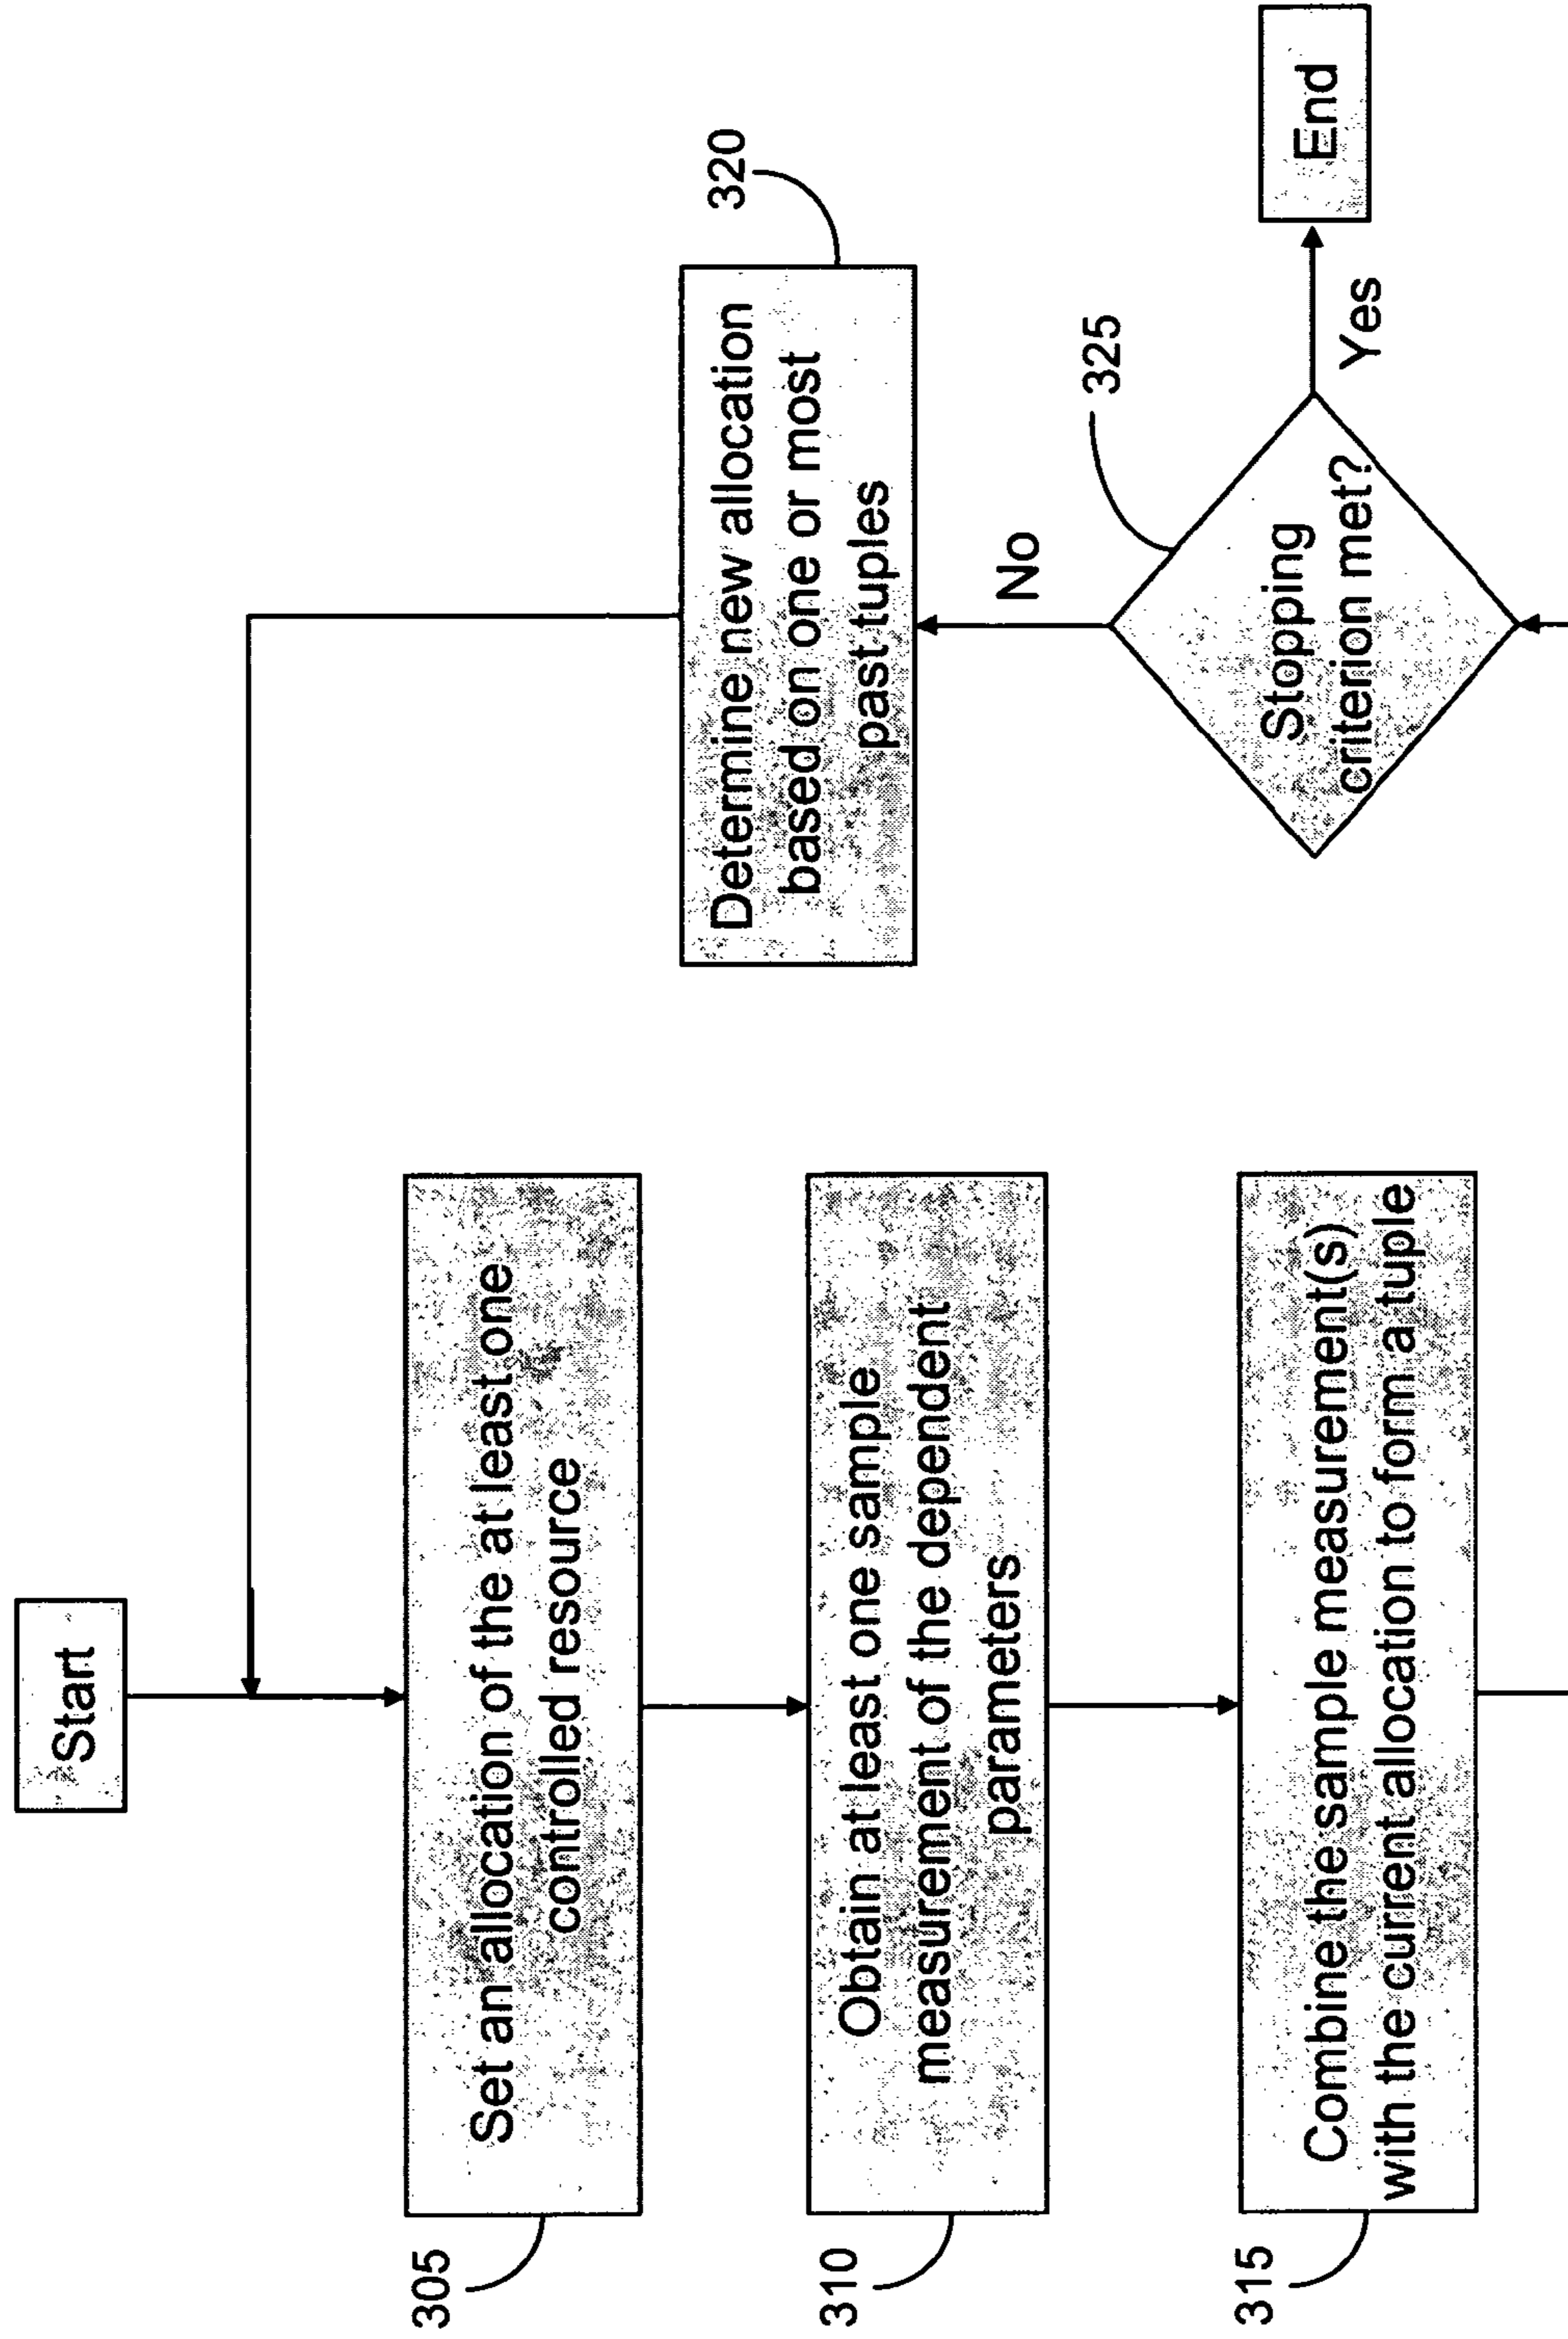 Start
305
Set an allocation of the at least one
controlled resource
310
Obtain at least one sample
measurement of the dependent
parameters
315
Combine the sample measurement(s)
with the current allocation to form a tuple
320
Determine new allocation
based on one or most
past tuples
No
325
Stopping
criterion met?
Yes
End